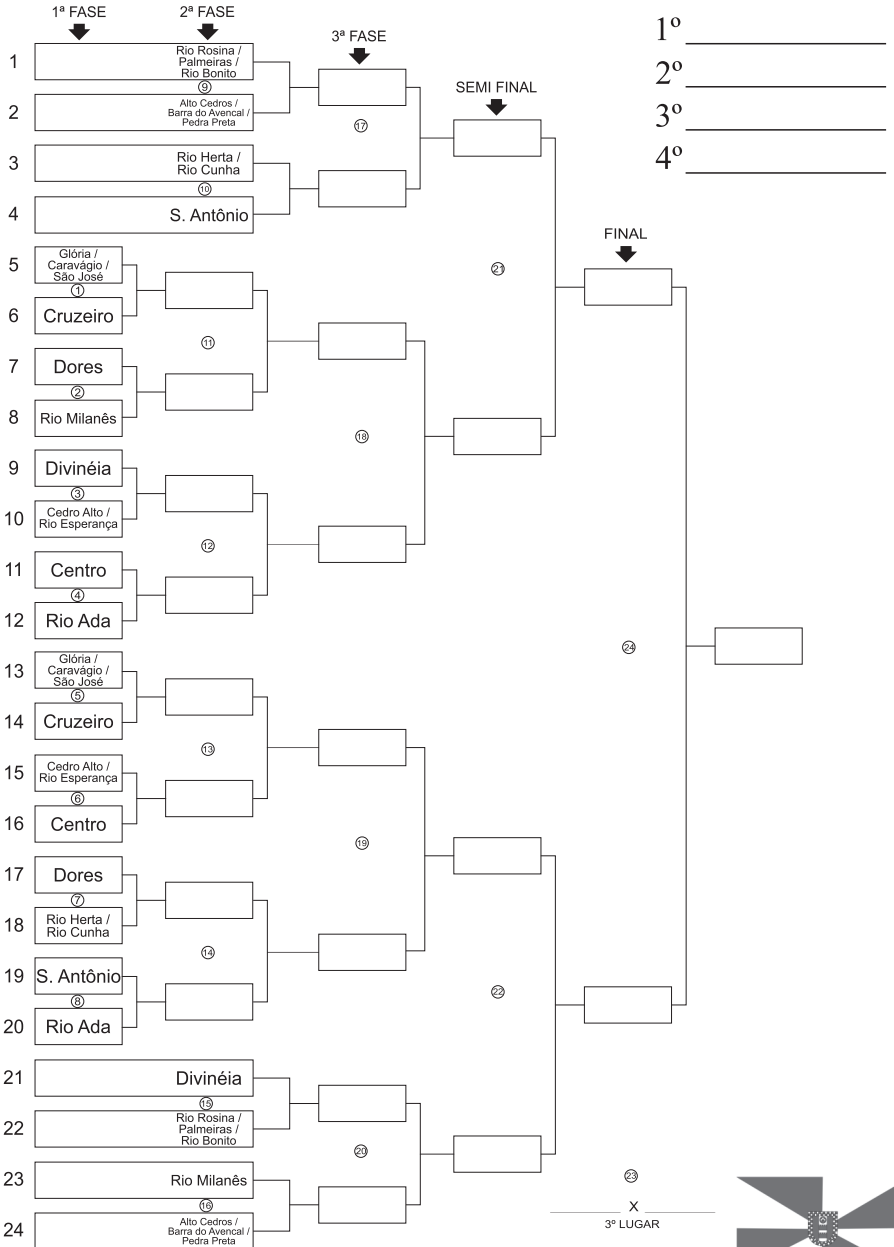 1ª FASE
2ª FASE
3ª FASE
SEMI FINAL
FINAL
1º
2º
3º
4º
1
Rio Rosina /
Palmeiras /
Rio Bonito
9
2
Alto Cedros /
Barra do Avencal /
Pedra Preta
17
3
Rio Herta /
Rio Cunha
10
4
S. Antônio
21
5
Glória /
Caravágio /
São José
1
6
Cruzeiro
11
7
Dores
2
8
Rio Milanês
18
9
Divinéia
3
10
Cedro Alto /
Rio Esperança
12
11
Centro
4
12
Rio Ada
24
13
Glória /
Caravágio /
São José
5
14
Cruzeiro
13
15
Cedro Alto /
Rio Esperança
6
16
Centro
19
17
Dores
7
18
Rio Herta /
Rio Cunha
14
19
S. Antônio
8
20
Rio Ada
22
21
Divinéia
15
22
Rio Rosina /
Palmeiras /
Rio Bonito
20
23
Rio Milanês
16
24
Alto Cedros /
Barra do Avencal /
Pedra Preta
23
X
3º LUGAR